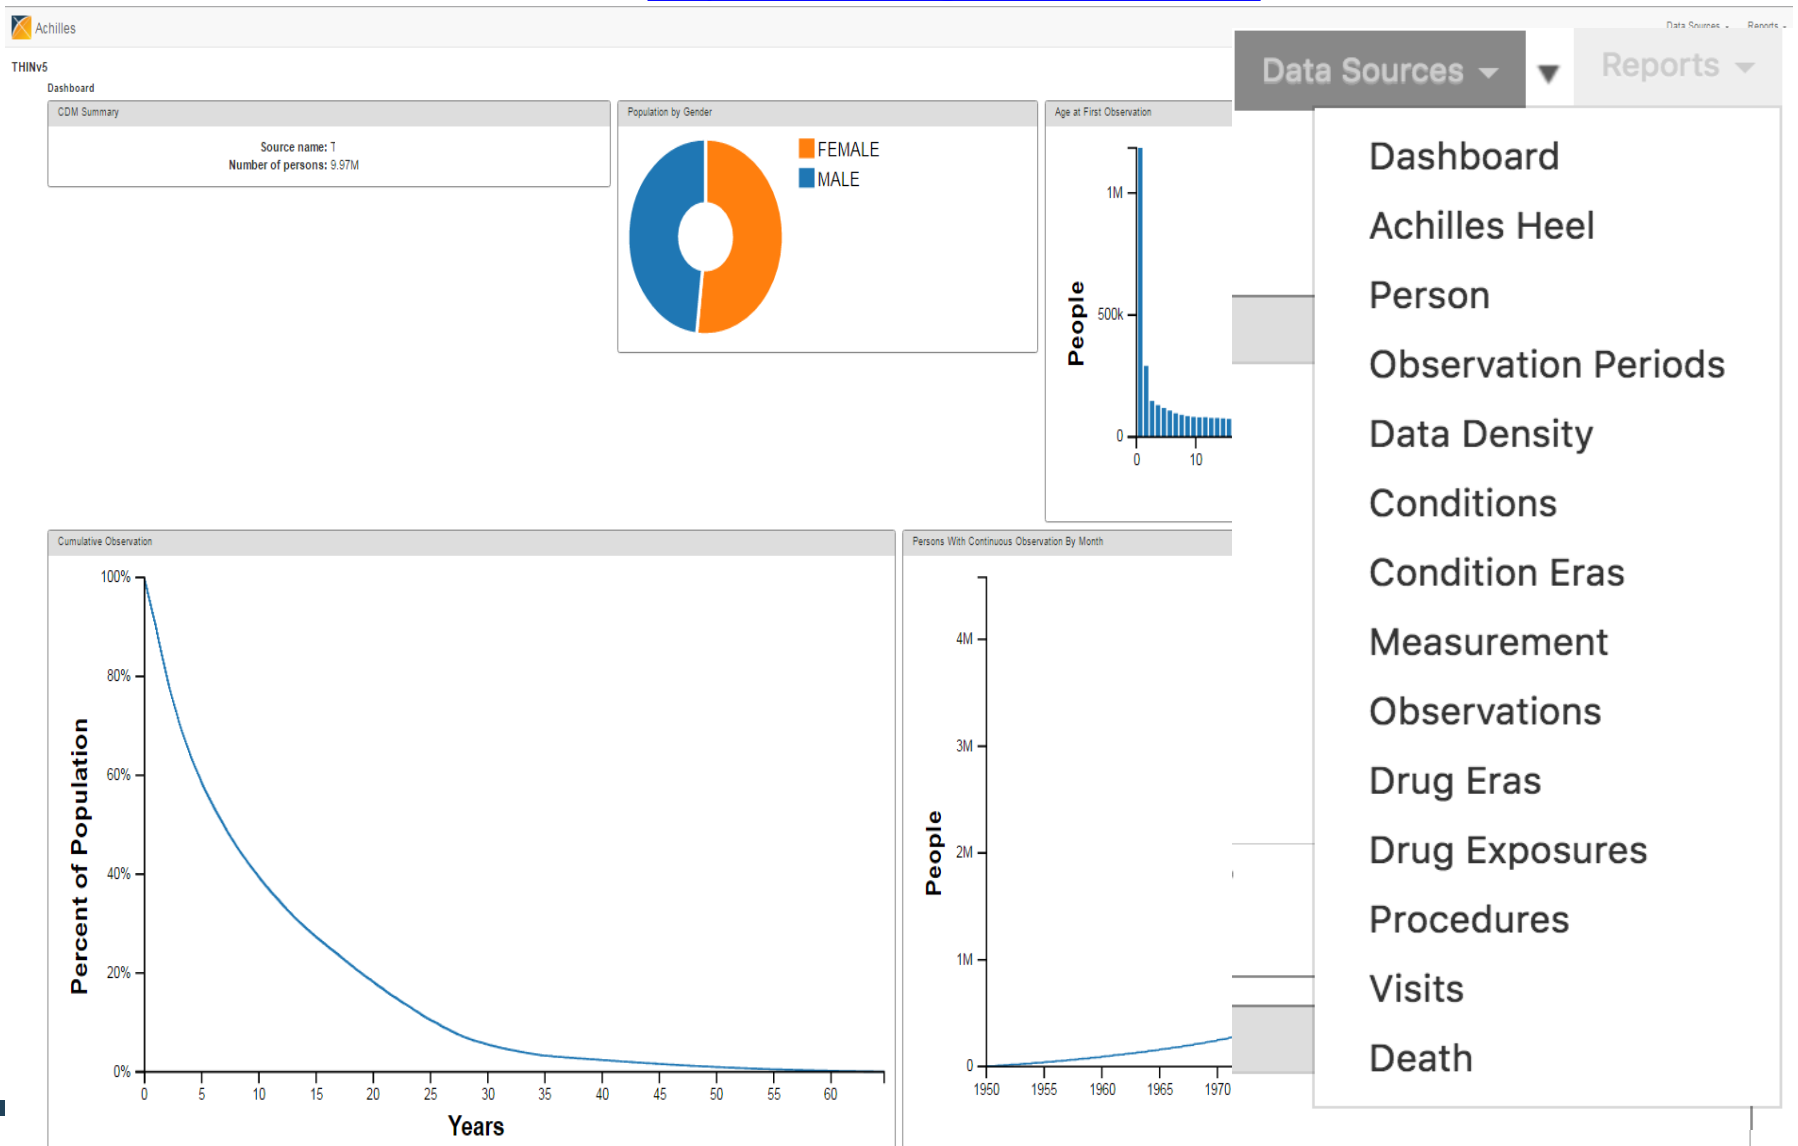 Achilles
Data Sources
Reports
THINv5
Dashboard
CDM Summary
Source name: T
Number of persons: 9.97M
Population by Gender
FEMALE
MALE
Age at First Observation
1M
500k
0
People
0 10
Data Sources
Reports
Dashboard
Achilles Heel
Person
Observation Periods
Data Density
Conditions
Condition Eras
Measurement
Observations
Drug Eras
Drug Exposures
Procedures
Visits
Death
Cumulative Observation
100%
80%
60%
40%
20%
0%
Percent of Population
0 5 10 15 20 25 30 35 40 45 50 55 60
Years
Persons With Continuous Observation By Month
4M
3M
2M
1M
0
People
1950 1955 1960 1965 1970